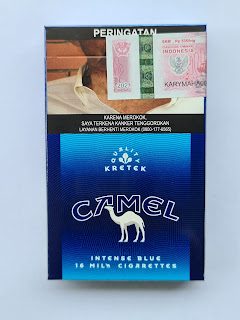 PERINGATAN
INDONESIA
KARENA MEROKOK,
SAYA TERKENA KANKER TENGGOROKAN
LAYANAN BERHENTI MEROKOK (0800-177-6565)
QUALITY
KRETEK
CAMEL
INTENSE BLUE
16 MILD CIGARETTES